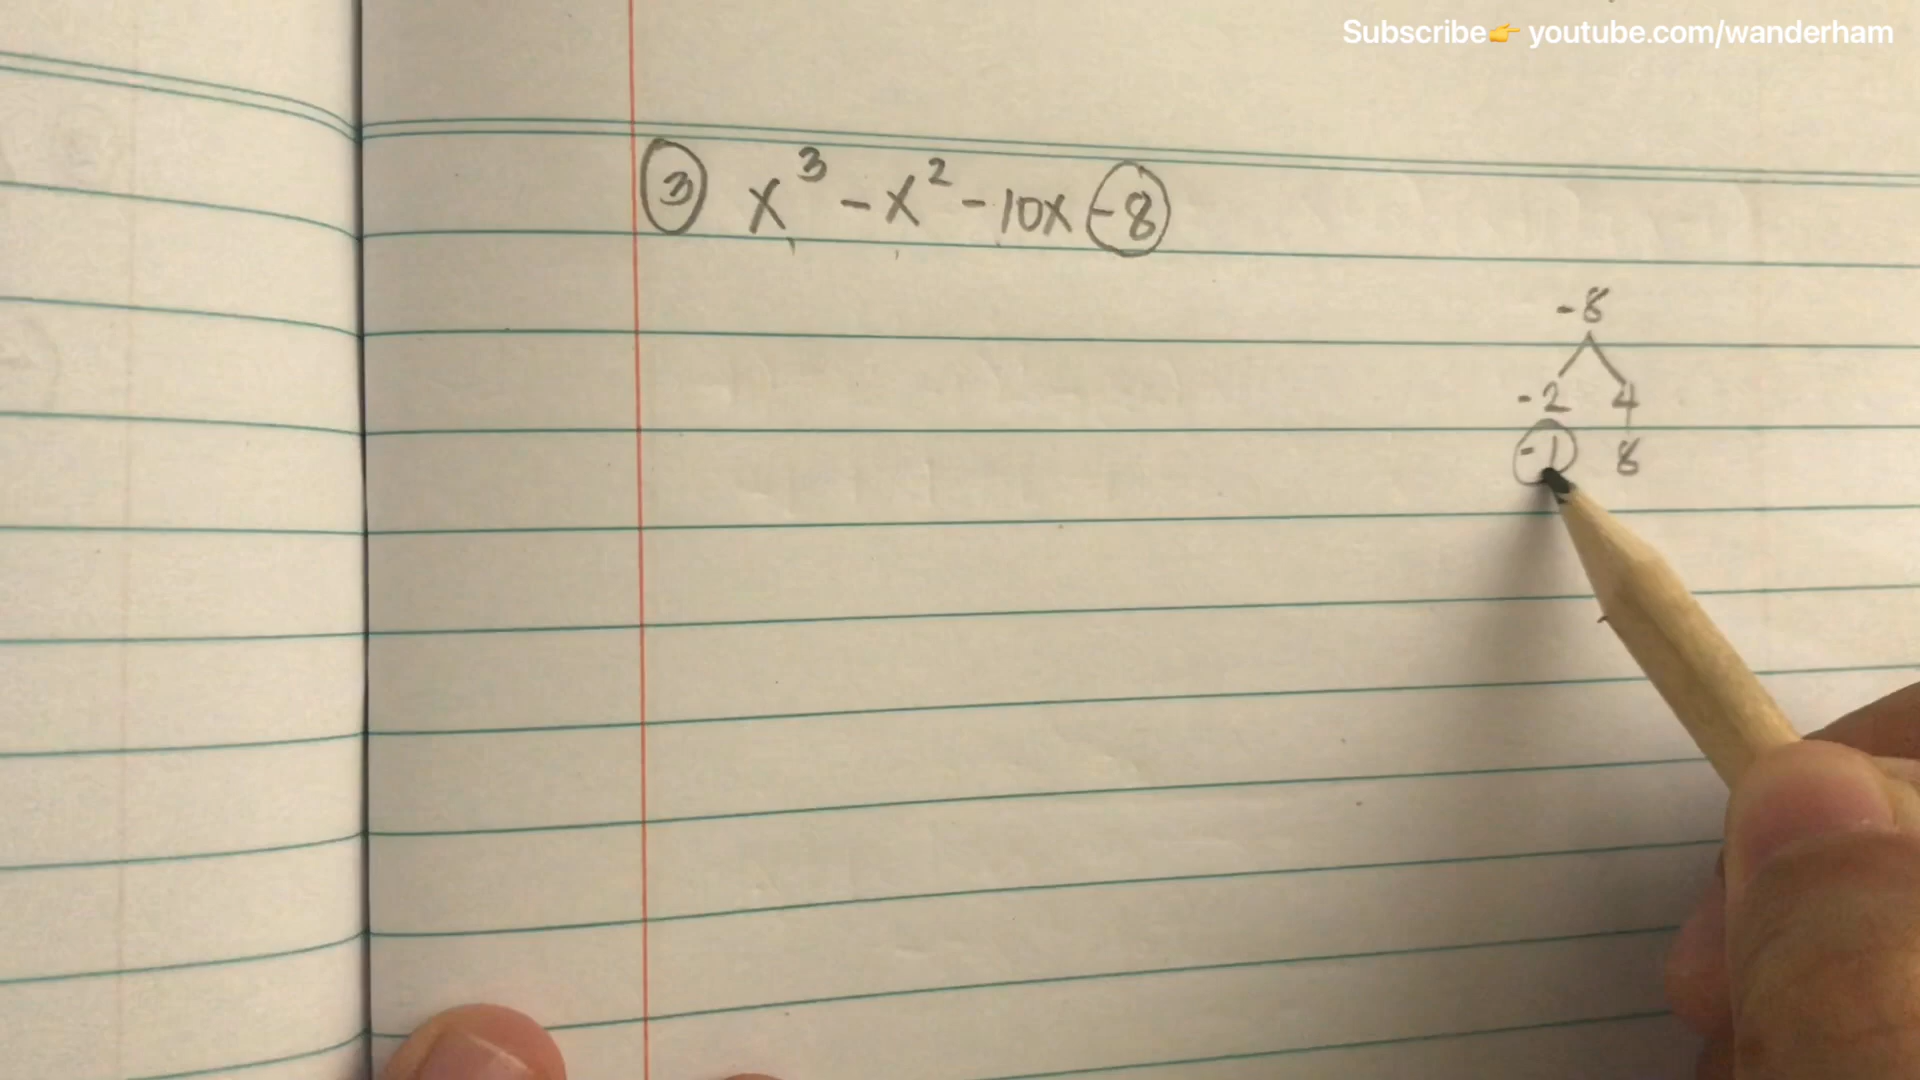 Subscribe👉 youtube.com/wanderham
③ x³ - x² - 10x - 8
-8
-2 4
-1 8